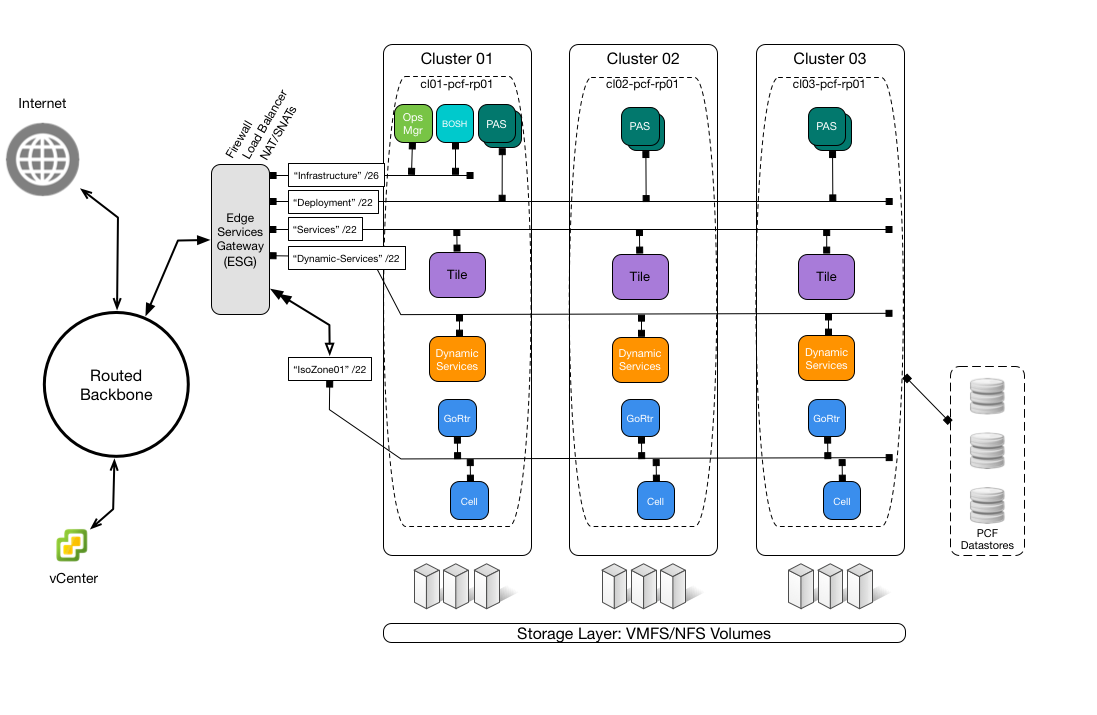 Internet
Firewall
Load Balancer
NAT/SNATs
Edge
Services
Gateway
(ESG)
Routed
Backbone
vCenter
“Infrastructure” /26
“Deployment” /22
“Services” /22
“Dynamic-Services” /22
“IsoZone01” /22
Cluster 01
cl01-pcf-rp01
Ops
Mgr
BOSH
PAS
Tile
Dynamic
Services
GoRtr
Cell
Cluster 02
cl02-pcf-rp01
PAS
Tile
Dynamic
Services
GoRtr
Cell
Cluster 03
cl03-pcf-rp01
PAS
Tile
Dynamic
Services
GoRtr
Cell
PCF
Datastores
Storage Layer: VMFS/NFS Volumes